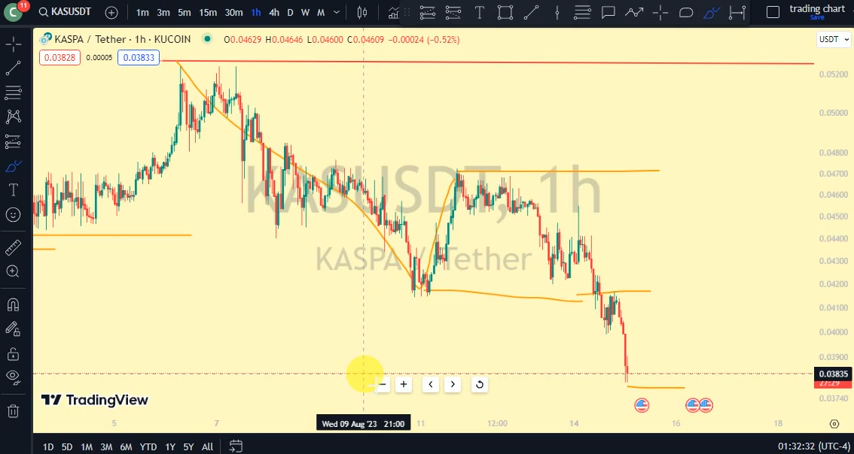 C 11 KASUSDT 1m 3m 5m 15m 30m 1h 4h D W M trading chart
Save
KASPA / Tether · 1h · KUCOIN O0.04629 H0.04646 L0.04600 C0.04609 −0.00024 (−0.52%) USDT
0.03828 0.00005 0.03833
0.05200
0.05000
0.04800
0.04700
0.04600
0.04500
0.04400
0.04300
0.04200
0.04100
0.04000
0.03900
0.03835
27:29
0.03740
KASUSDT, 1h
KASPA / Tether
TradingView
5 7 Wed 09 Aug '23 21:00 11 12:00 14 16 18
1D 5D 1M 3M 6M YTD 1Y 5Y All 01:32:32 (UTC-4)